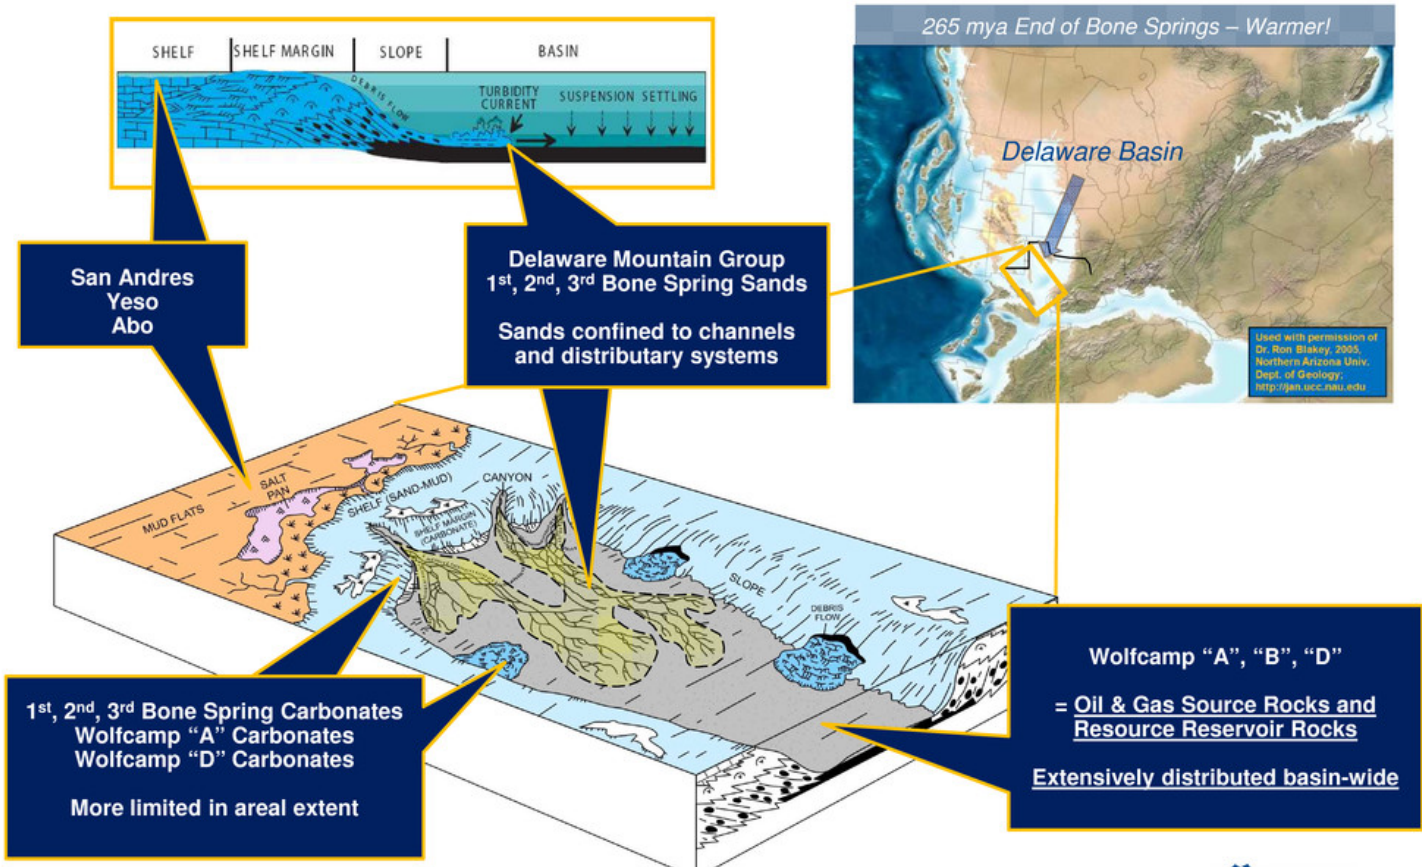 265 mya End of Bone Springs – Warmer!
SHELF
SHELF MARGIN
SLOPE
BASIN
DEBRIS FLOW
TURBIDITY
CURRENT
SUSPENSION SETTLING
Delaware Basin
San Andres
Yeso
Abo
Delaware Mountain Group
1st, 2nd, 3rd Bone Spring Sands
Sands confined to channels
and distributary systems
Used with permission of
Dr. Ron Blakey, 2005,
Northern Arizona Univ.
Dept. of Geology;
http://jan.ucc.nau.edu
MUD FLATS
SALT
PAN
SHELF (SAND-MUD)
SHELF MARGIN
(CARBONATE)
CANYON
SLOPE
DEBRIS
FLOW
1st, 2nd, 3rd Bone Spring Carbonates
Wolfcamp “A” Carbonates
Wolfcamp “D” Carbonates
More limited in areal extent
Wolfcamp “A”, “B”, “D”
= Oil & Gas Source Rocks and
Resource Reservoir Rocks
Extensively distributed basin-wide